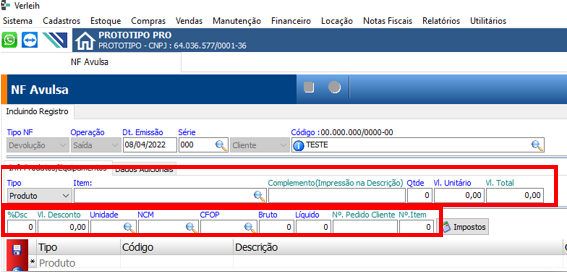 Verleih
Sistema Cadastros Estoque Compras Vendas Manutenção Financeiro Locação Notas Fiscais Relatórios Utilitários
PROTOTIPO PRO
PROTOTIPO - CNPJ : 64.036.577/0001-36
NF Avulsa
NF Avulsa
Incluindo Registro
Tipo NF Operação Dt. Emissão Série Código :00.000.000/0000-00
Devolução Saída 08/04/2022 000 Cliente TESTE
Dados Adicionais
Tipo Item: Complemento(Impressão na Descrição) Qtde Vl. Unitário Vl. Total
Produto 0 0,00 0,00
%Dsc Vl. Desconto Unidade NCM CFOP Bruto Líquido Nº. Pedido Cliente Nº.Item
0 0,00 0 0 0 Impostos
Tipo Código Descrição
* Produto